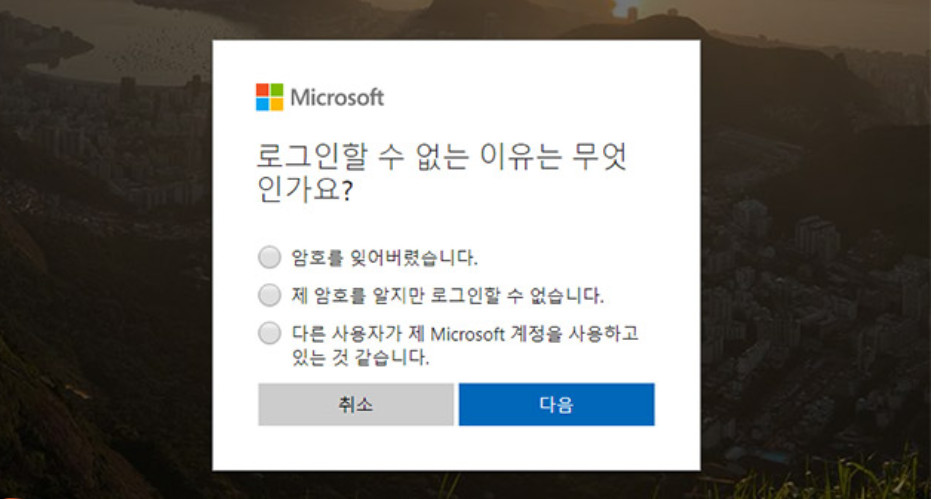 Microsoft
로그인할 수 없는 이유는 무엇
인가요?
암호를 잊어버렸습니다.
제 암호를 알지만 로그인할 수 없습니다.
다른 사용자가 제 Microsoft 계정을 사용하고
있는 것 같습니다.
취소 다음